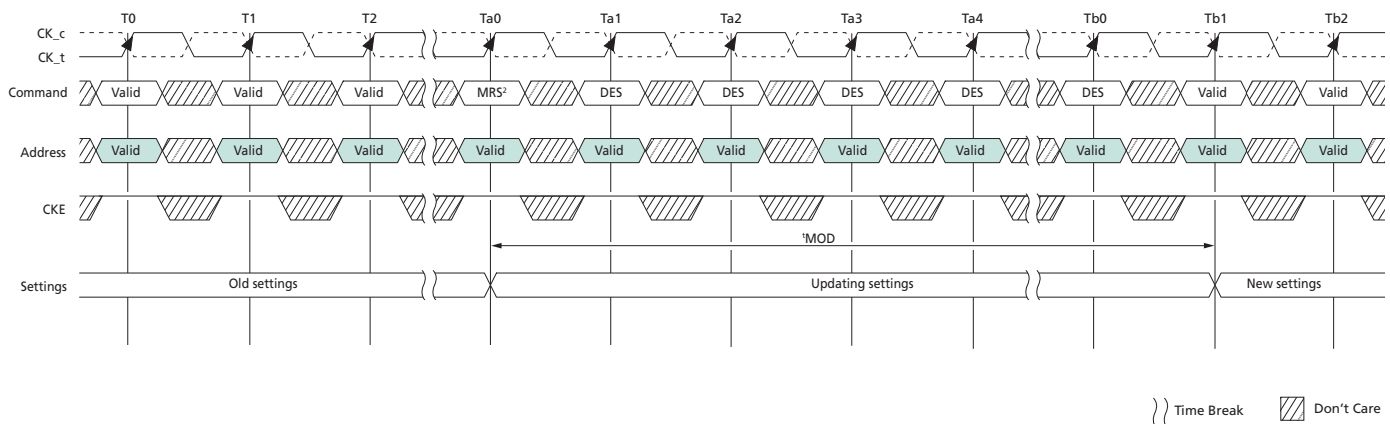 T0 T1 T2 Ta0 Ta1 Ta2 Ta3 Ta4 Tb0 Tb1 Tb2
CK_c
CK_t
Command Valid Valid Valid MRS² DES DES DES DES DES Valid Valid
Address Valid Valid Valid Valid Valid Valid Valid Valid Valid Valid Valid
CKE
tMOD
Settings Old settings Updating settings New settings
Time Break Don't Care